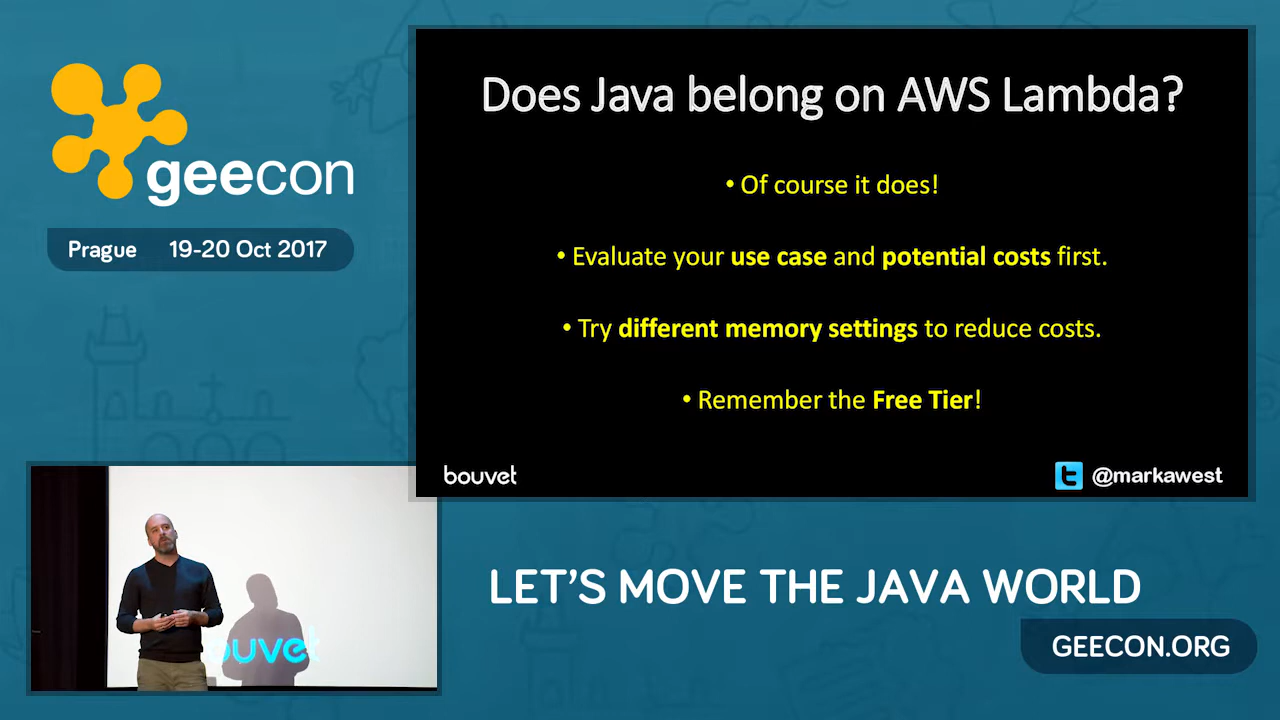 geecon
Prague 19-20 Oct 2017
Does Java belong on AWS Lambda?
• Of course it does!
• Evaluate your use case and potential costs first.
• Try different memory settings to reduce costs.
• Remember the Free Tier!
bouvet
@markawest
bouvet
LET'S MOVE THE JAVA WORLD
GEECON.ORG